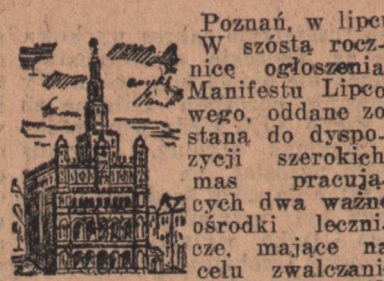 Poznań, w lipcu
W szóstą rocz-
nicę ogłoszenia
Manifestu Lipco
wego, oddane zo
staną do dyspo.
zycji szerokich
mas pracują.
cych dwa ważne
ośrodki leczni.
cze, mające na
celu zwalczani